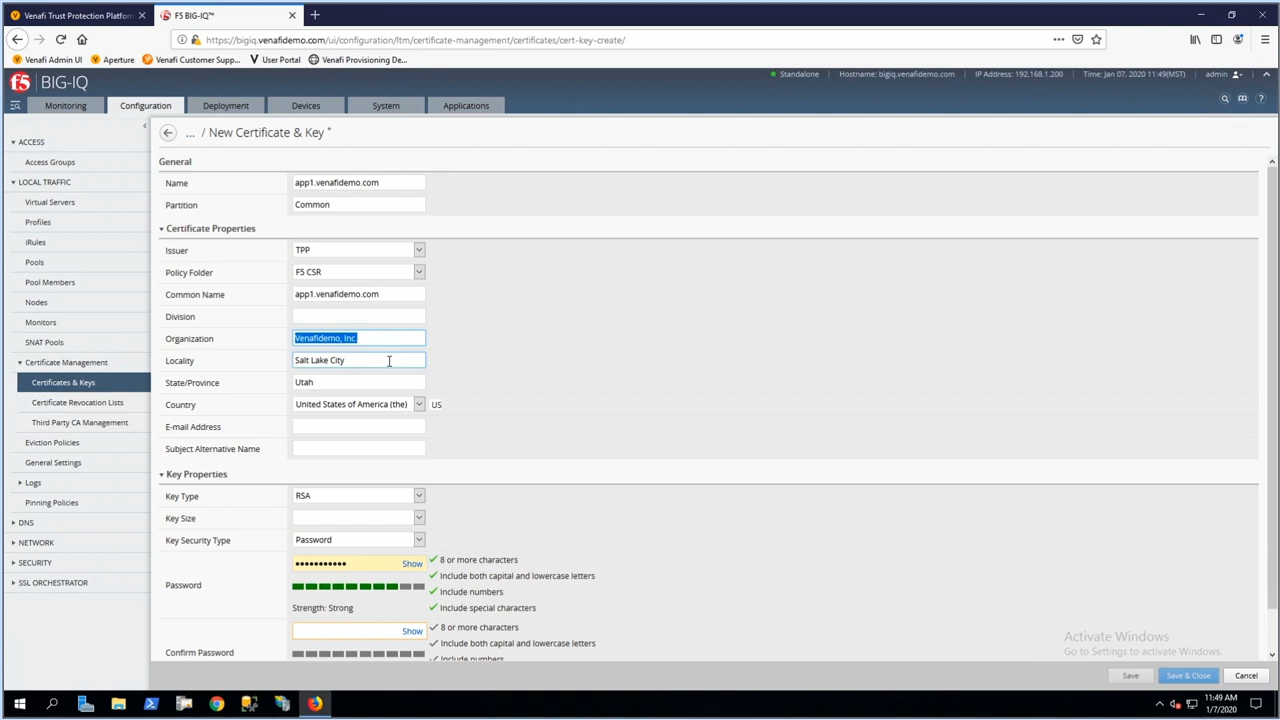 Venafi Trust Protection Platform
F5 BIG-IQ™
https://bigiq.venafidemo.com/ui/configuration/ltm/certificate-management/certificates/cert-key-create/
Venafi Admin UI
Aperture
Venafi Customer Supp...
User Portal
Venafi Provisioning De...
f5 BIG-IQ
Standalone
Hostname: bigiq.venafidemo.com
IP Address: 192.168.1.200
Time: Jan 07, 2020 11:49(MST)
admin
Monitoring
Configuration
Deployment
Devices
System
Applications
ACCESS
Access Groups
LOCAL TRAFFIC
Virtual Servers
Profiles
iRules
Pools
Pool Members
Nodes
Monitors
SNAT Pools
Certificate Management
Certificates & Keys
Certificate Revocation Lists
Third Party CA Management
Eviction Policies
General Settings
Logs
Pinning Policies
DNS
NETWORK
SECURITY
SSL ORCHESTRATOR
... / New Certificate & Key *
General
Name app1.venafidemo.com
Partition Common
Certificate Properties
Issuer TPP
Policy Folder F5 CSR
Common Name app1.venafidemo.com
Division
Organization Venafidemo, Inc.
Locality Salt Lake City
State/Province Utah
Country United States of America (the) US
E-mail Address
Subject Alternative Name
Key Properties
Key Type RSA
Key Size
Key Security Type Password
••••••••••• Show ✓ 8 or more characters
✓ Include both capital and lowercase letters
Password
✓ Include numbers
Strength: Strong ✓ Include special characters
Show ✓ 8 or more characters
✓ Include both capital and lowercase letters
Confirm Password
✓ Include numbers
Activate Windows
Go to Settings to activate Windows.
Save
Save & Close
Cancel
11:49 AM
1/7/2020